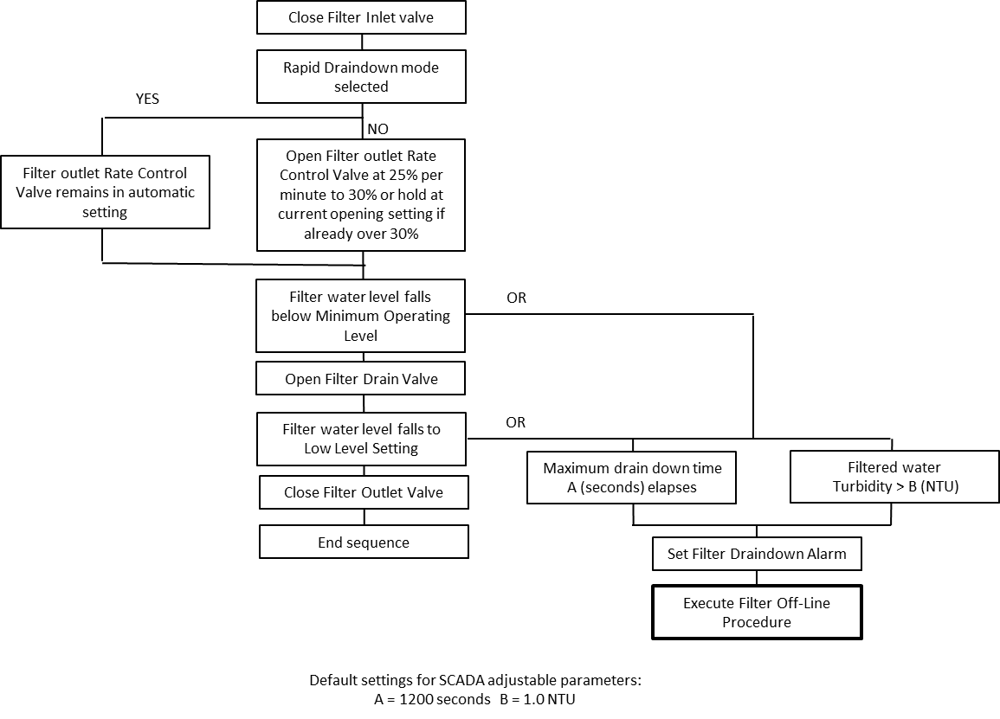 Close Filter Inlet valve
Rapid Draindown mode
selected
YES
NO
Filter outlet Rate Control
Valve remains in automatic
setting
Open Filter outlet Rate
Control Valve at 25% per
minute to 30% or hold at
current opening setting if
already over 30%
Filter water level falls
below Minimum Operating
Level
OR
Open Filter Drain Valve
Filter water level falls to
Low Level Setting
OR
Maximum drain down time
A (seconds) elapses
Filtered water
Turbidity > B (NTU)
Close Filter Outlet Valve
End sequence
Set Filter Draindown Alarm
Execute Filter Off-Line
Procedure
Default settings for SCADA adjustable parameters:
A = 1200 seconds B = 1.0 NTU